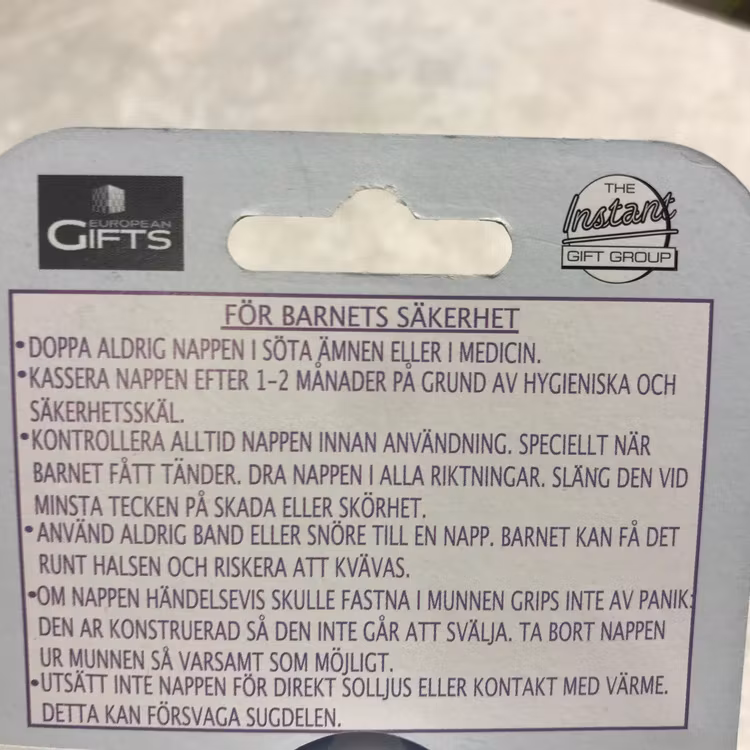 EUROPEAN
GIFTS
THE
Instant
GIFT GROUP
FÖR BARNETS SÄKERHET
•DOPPA ALDRIG NAPPEN I SÖTA ÄMNEN ELLER I MEDICIN.
•KASSERA NAPPEN EFTER 1-2 MÅNADER PÅ GRUND AV HYGIENISKA OCH
SÄKERHETSSKÄL.
•KONTROLLERA ALLTID NAPPEN INNAN ANVÄNDNING. SPECIELLT NÄR
BARNET FÅTT TÄNDER. DRA NAPPEN I ALLA RIKTNINGAR. SLÄNG DEN VID
MINSTA TECKEN PÅ SKADA ELLER SKÖRHET.
•ANVÄND ALDRIG BAND ELLER SNÖRE TILL EN NAPP. BARNET KAN FÅ DET
RUNT HALSEN OCH RISKERA ATT KVÄVAS.
•OM NAPPEN HÄNDELSEVIS SKULLE FASTNA I MUNNEN GRIPS INTE AV PANIK:
DEN AR KONSTRUERAD SÅ DEN INTE GÅR ATT SVÄLJA. TA BORT NAPPEN
UR MUNNEN SÅ VARSAMT SOM MÖJLIGT.
•UTSÄTT INTE NAPPEN FÖR DIREKT SOLLJUS ELLER KONTAKT MED VÄRME.
DETTA KAN FÖRSVAGA SUGDELEN.